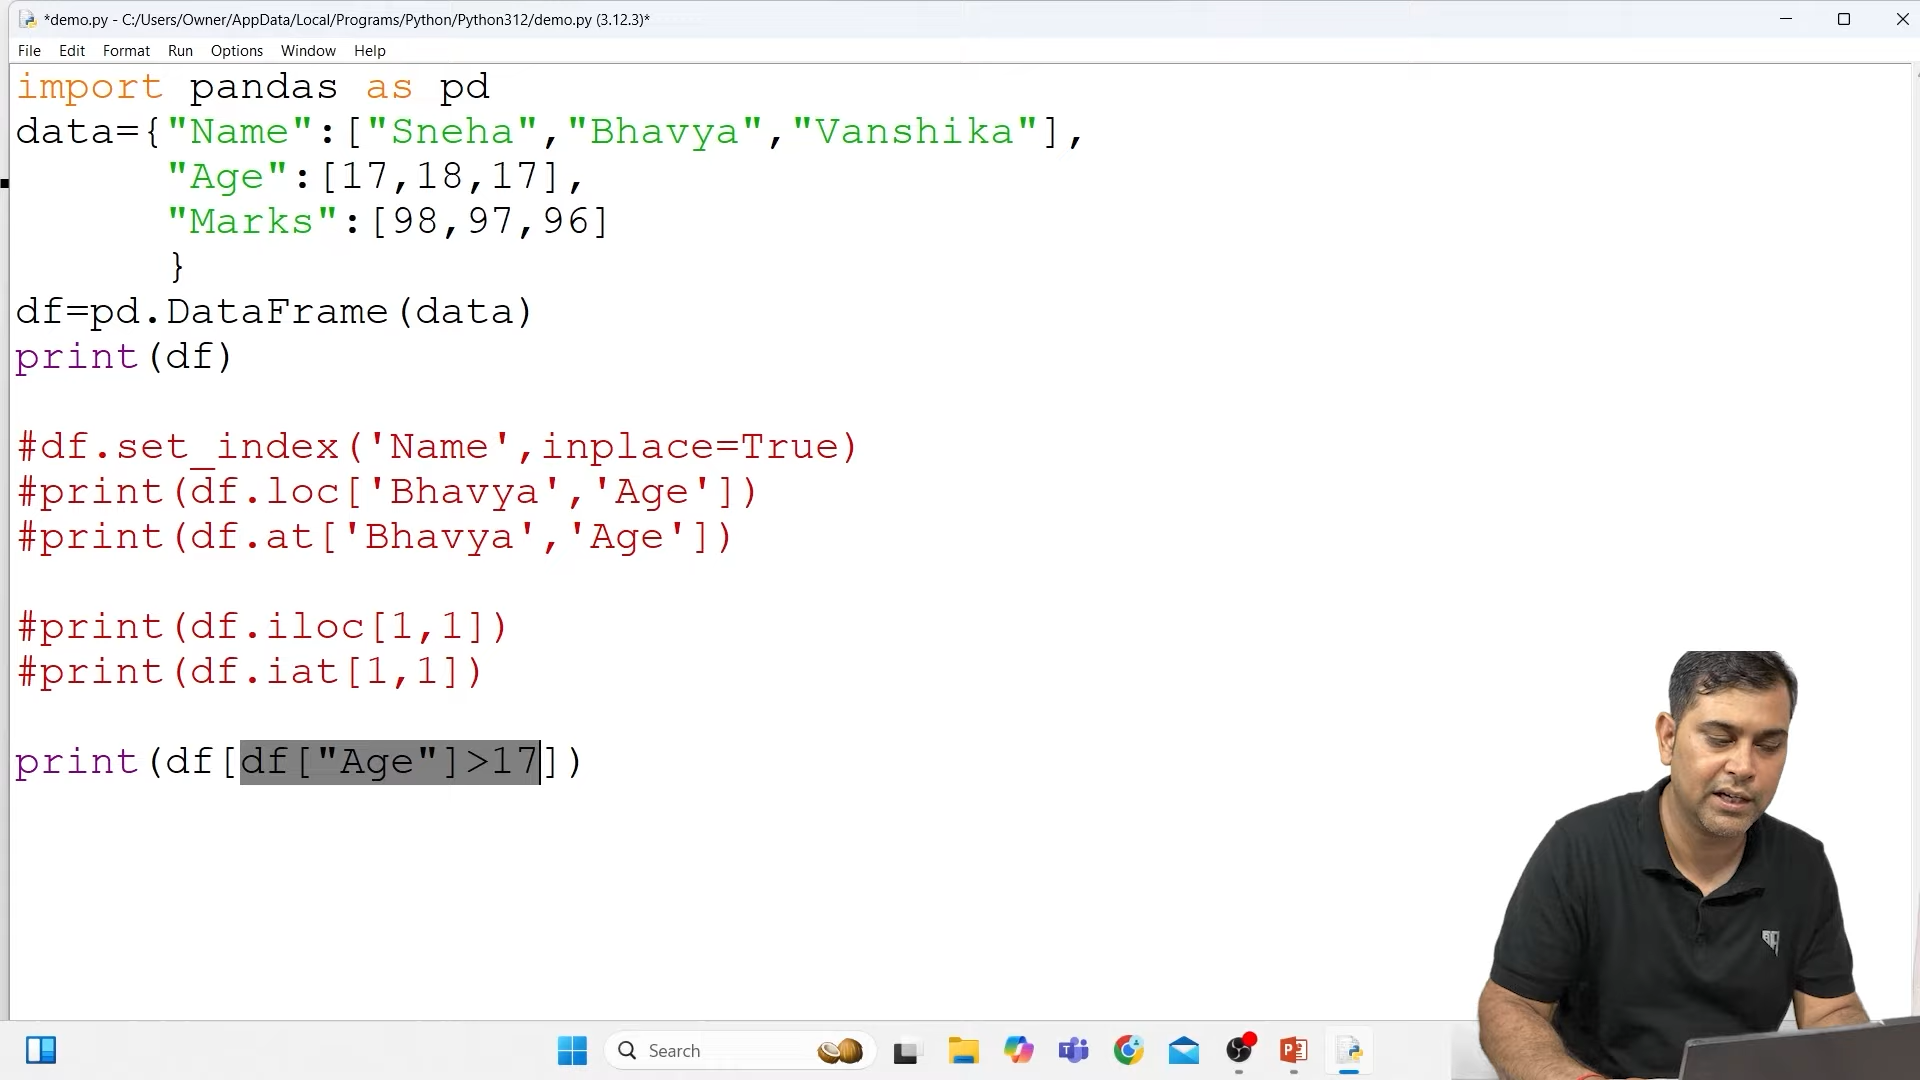 *demo.py - C:/Users/Owner/AppData/Local/Programs/Python/Python312/demo.py (3.12.3)*
File Edit Format Run Options Window Help
import pandas as pd
data={"Name":["Sneha","Bhavya","Vanshika"],
"Age":[17,18,17],
"Marks":[98,97,96]
}
df=pd.DataFrame(data)
print(df)
#df.set_index('Name',inplace=True)
#print(df.loc['Bhavya','Age'])
#print(df.at['Bhavya','Age'])
#print(df.iloc[1,1])
#print(df.iat[1,1])
print(df[df["Age"]>17])
Search